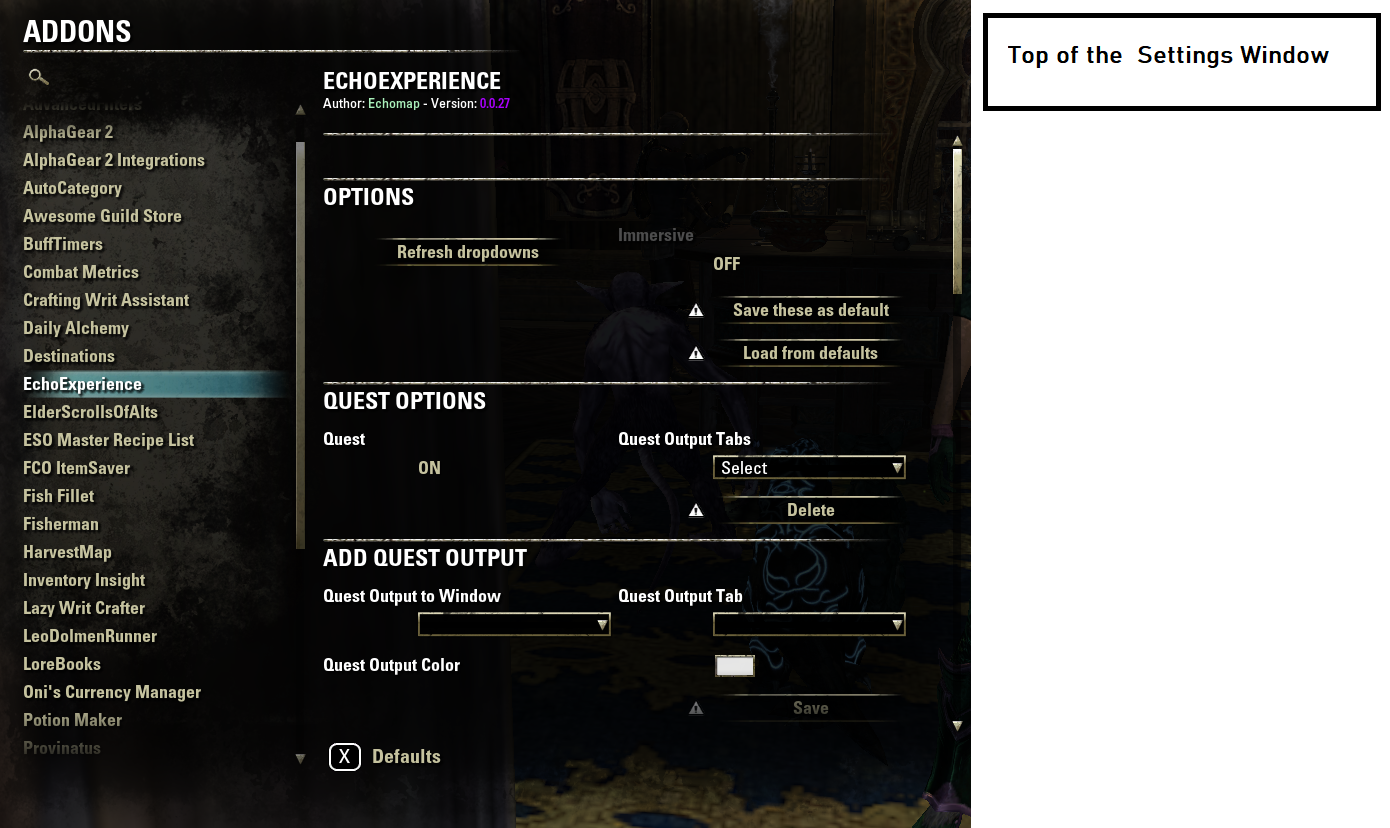 ADDONS
Advanced Filters
AlphaGear 2
AlphaGear 2 Integrations
AutoCategory
Awesome Guild Store
BuffTimers
Combat Metrics
Crafting Writ Assistant
Daily Alchemy
Destinations
EchoExperience
ElderScrollsOfAlts
ESO Master Recipe List
FCO ItemSaver
Fish Fillet
Fisherman
HarvestMap
Inventory Insight
Lazy Writ Crafter
LeoDolmenRunner
LoreBooks
Oni's Currency Manager
Potion Maker
Provinatus
ECHOEXPERIENCE
Author: Echomap - Version: 0.0.27
OPTIONS
Immersive
Refresh dropdowns
OFF
Save these as default
Load from defaults
QUEST OPTIONS
Quest
Quest Output Tabs
ON
Select
Delete
ADD QUEST OUTPUT
Quest Output to Window
Quest Output Tab
Quest Output Color
Save
X Defaults
Top of the Settings Window